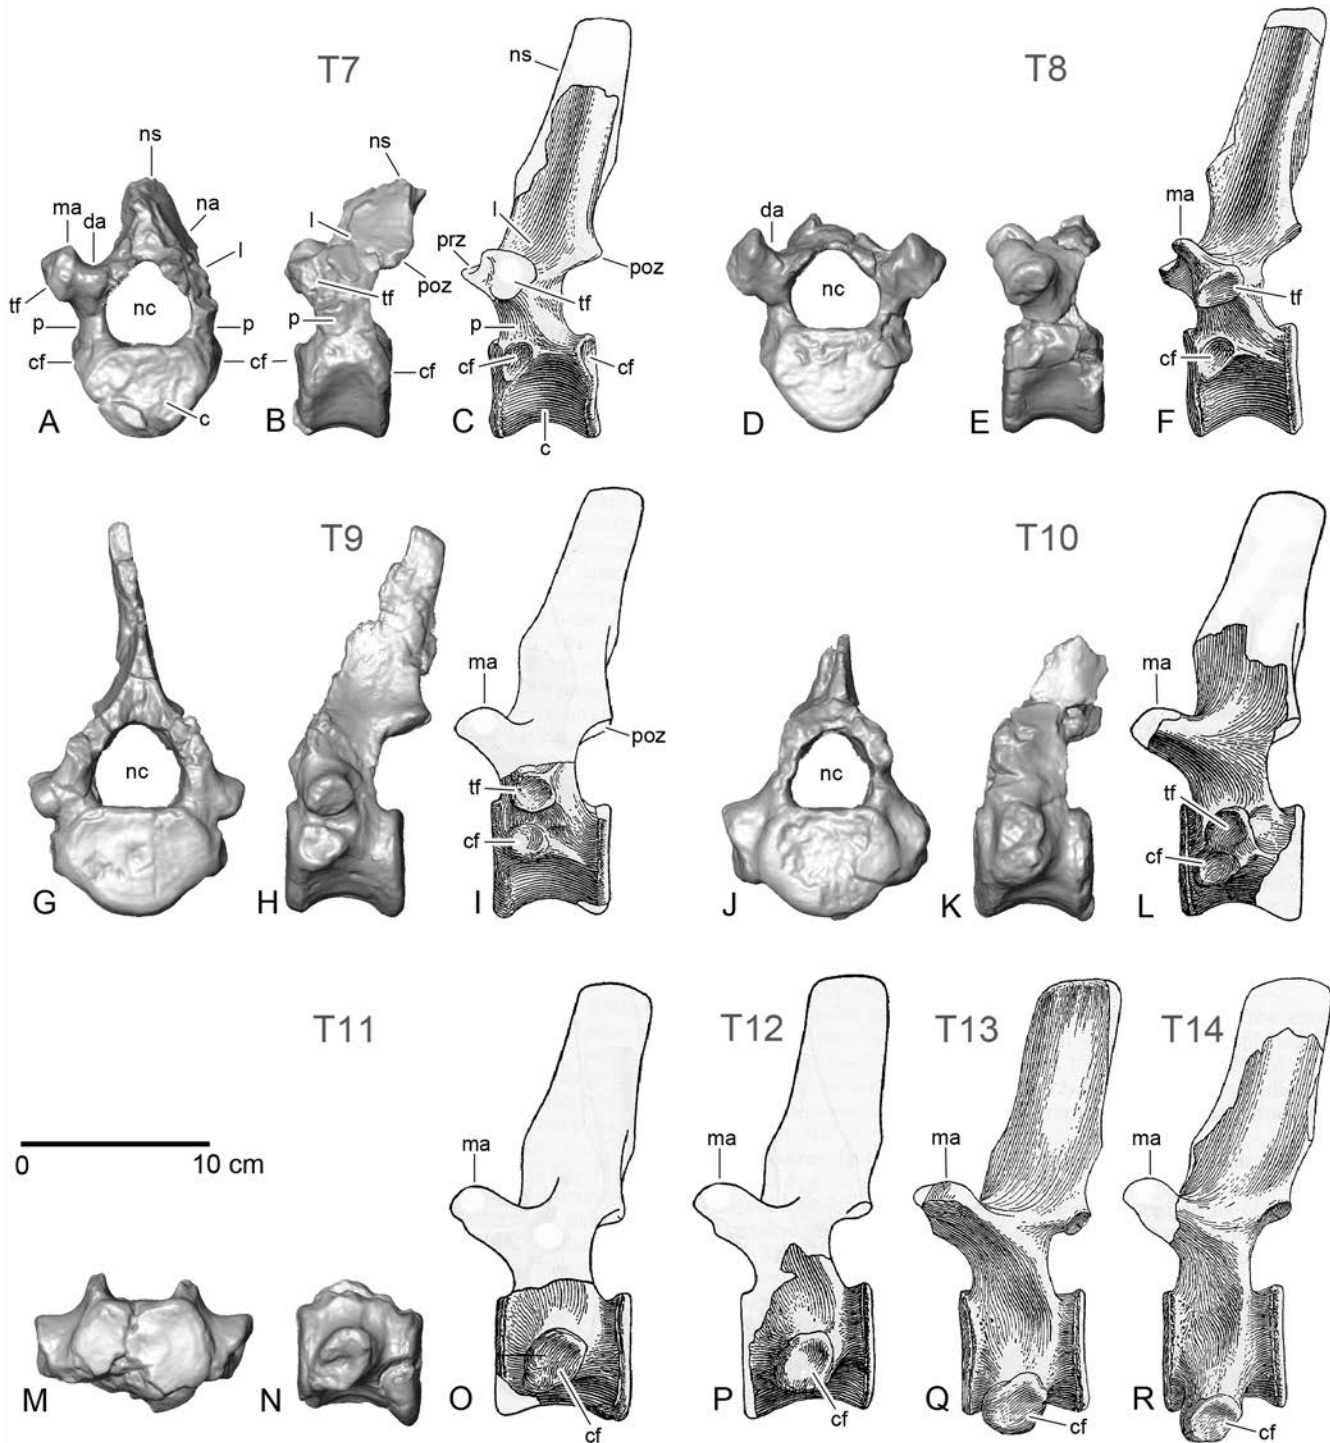 T7
T8
ns
ns
ns
ma
da
na
l
l
l
prz
poz
poz
tf
tf
tf
nc
p
p
p
p
cf
cf
cf
cf
cf
c
c
da
nc
ma
tf
cf
A
B
C
D
E
F
T9
T10
nc
ma
poz
tf
cf
nc
ma
tf
cf
G
H
I
J
K
L
T11
T12
T13
T14
0
10 cm
ma
ma
ma
ma
cf
cf
cf
cf
M
N
O
P
Q
R